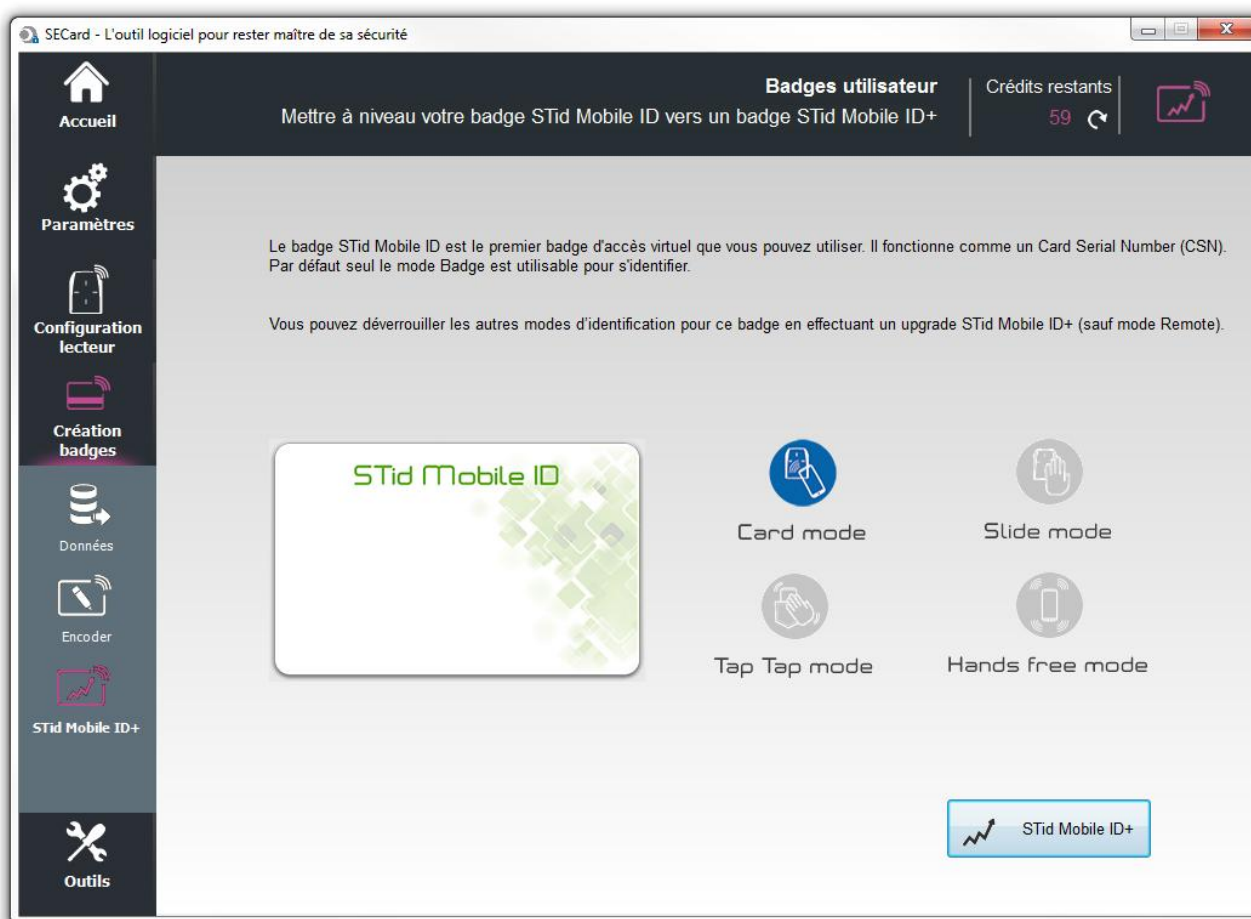 SECard - L'outil logiciel pour rester maître de sa sécurité
Accueil
Badges utilisateur
Mettre à niveau votre badge STid Mobile ID vers un badge STid Mobile ID+
Crédits restants
59
Paramètres
Configuration
lecteur
Création
badges
Données
Encoder
STid Mobile ID+
Outils
Le badge STid Mobile ID est le premier badge d'accès virtuel que vous pouvez utiliser. Il fonctionne comme un Card Serial Number (CSN).
Par défaut seul le mode Badge est utilisable pour s'identifier.
Vous pouvez déverrouiller les autres modes d'identification pour ce badge en effectuant un upgrade STid Mobile ID+ (sauf mode Remote).
STid Mobile ID
Card mode
Slide mode
Tap Tap mode
Hands free mode
STid Mobile ID+